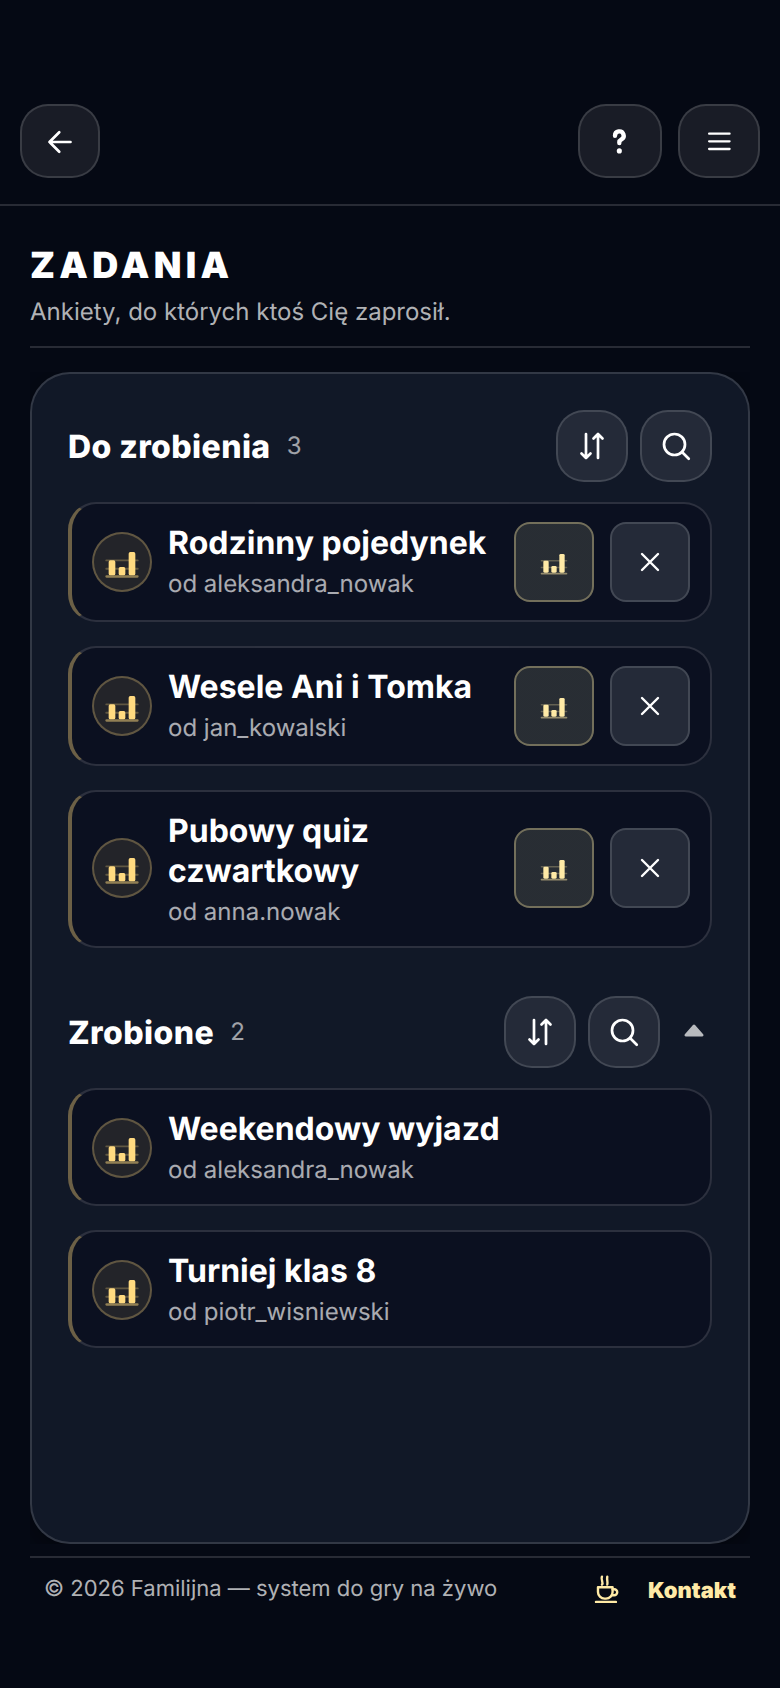 ?
ZADANIA
Ankiety, do których ktoś Cię zaprosił.
Do zrobienia 3
Rodzinny pojedynek
od aleksandra_nowak
Wesele Ani i Tomka
od jan_kowalski
Pubowy quiz
czwartkowy
od anna.nowak
Zrobione 2
Weekendowy wyjazd
od aleksandra_nowak
Turniej klas 8
od piotr_wisniewski
© 2026 Familijna — system do gry na żywo
Kontakt